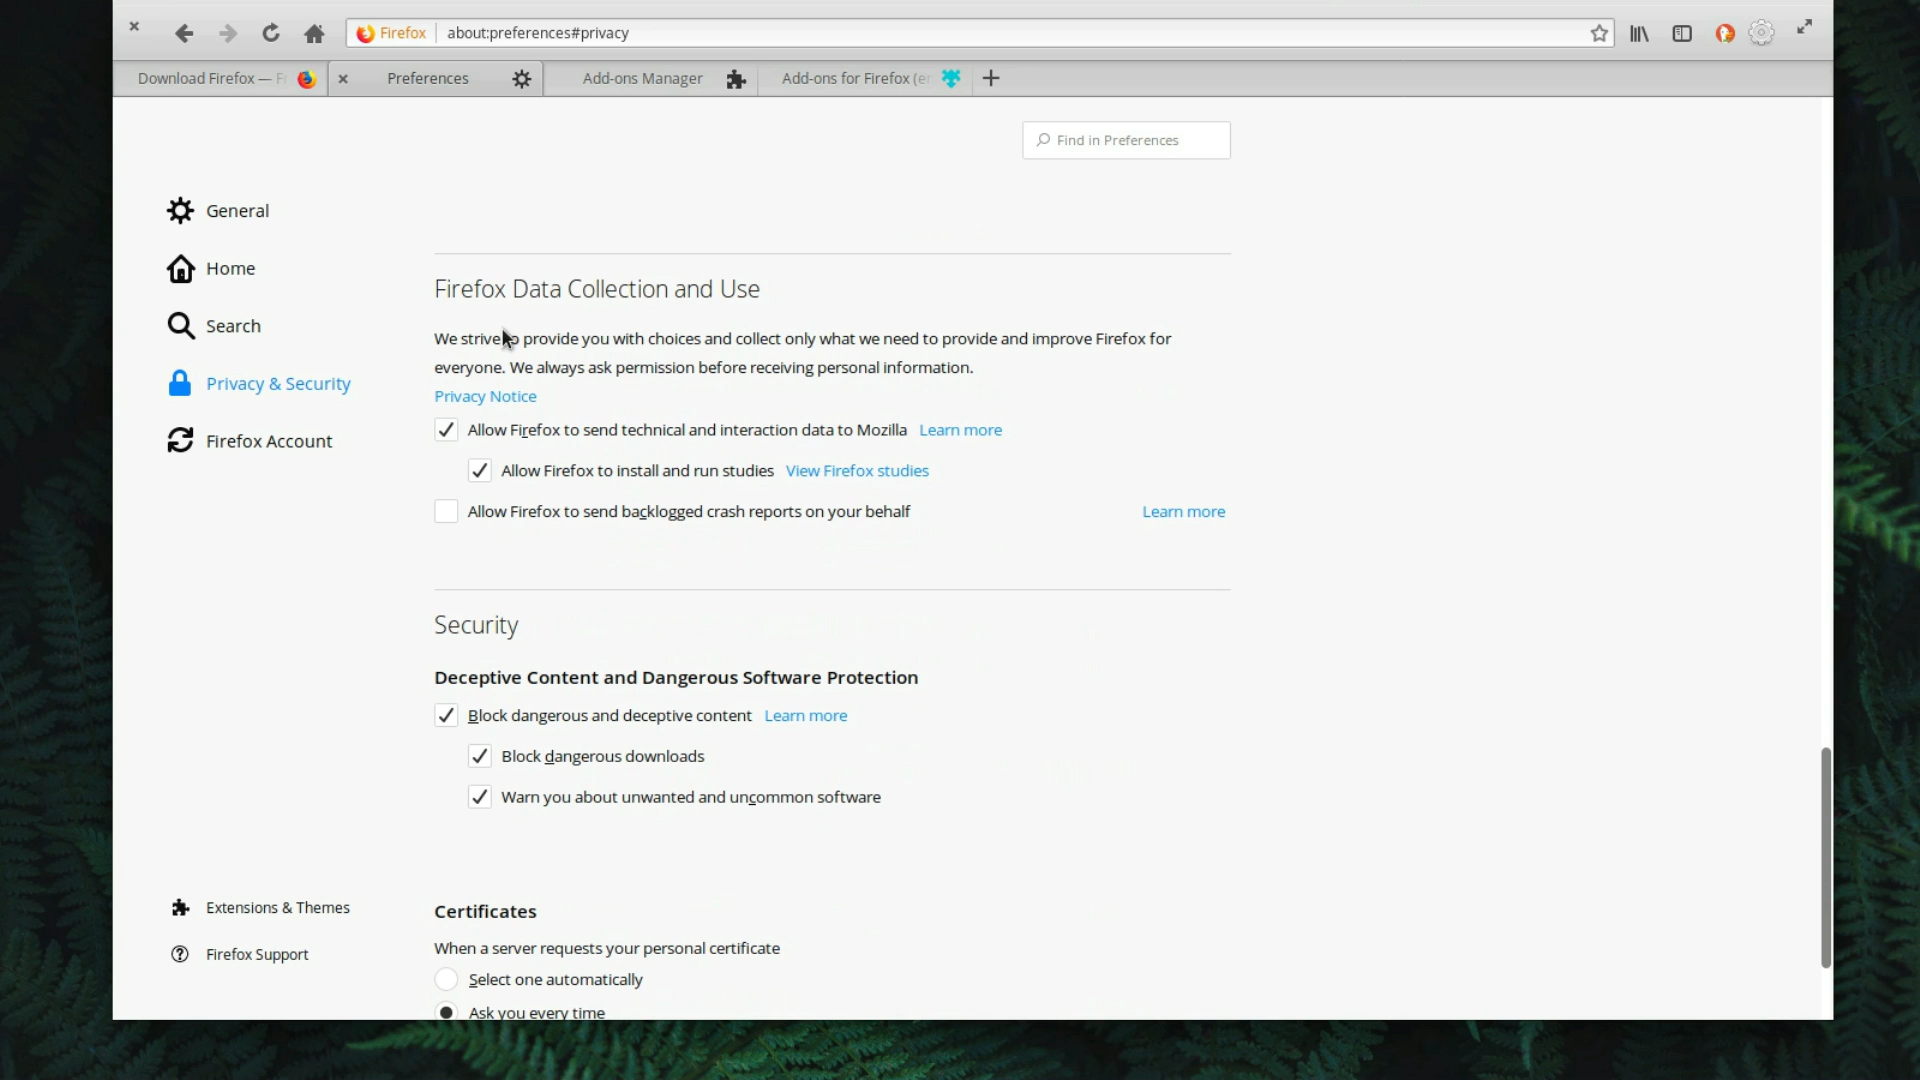 Firefox about:preferences#privacy
Download Firefox — Preferences Add-ons Manager Add-ons for Firefox
Find in Preferences
General
Home
Search
Privacy & Security
Firefox Account
Firefox Data Collection and Use
We strive to provide you with choices and collect only what we need to provide and improve Firefox for
everyone. We always ask permission before receiving personal information.
Privacy Notice
Allow Firefox to send technical and interaction data to Mozilla Learn more
Allow Firefox to install and run studies View Firefox studies
Allow Firefox to send backlogged crash reports on your behalf Learn more
Security
Deceptive Content and Dangerous Software Protection
Block dangerous and deceptive content Learn more
Block dangerous downloads
Warn you about unwanted and uncommon software
Extensions & Themes
Firefox Support
Certificates
When a server requests your personal certificate
Select one automatically
Ask you every time